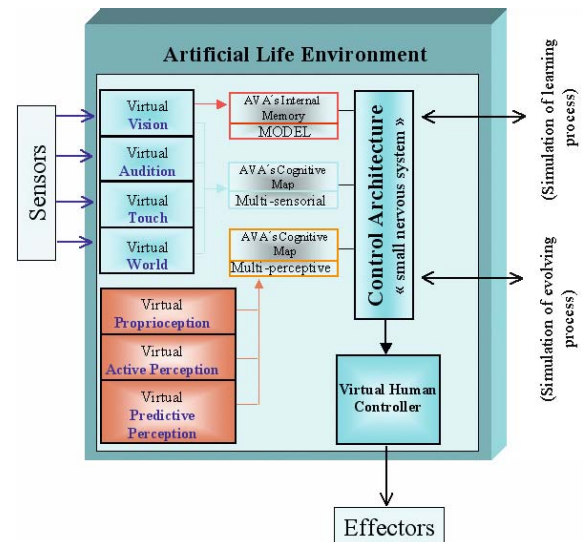 Artificial Life Environment
Sensors
Virtual
Vision
Virtual
Audition
Virtual
Touch
Virtual
World
AVA´s Internal
Memory
MODEL
AVA´s Cognitive
Map
Multi-sensorial
AVA´s Cognitive
Map
Multi-perceptive
Virtual
Proprioception
Virtual
Active Perception
Virtual
Predictive
Perception
Control Architecture
« small nervous system »
Virtual Human
Controller
Effectors
(Simulation of learning
process)
(Simulation of evolving
process)